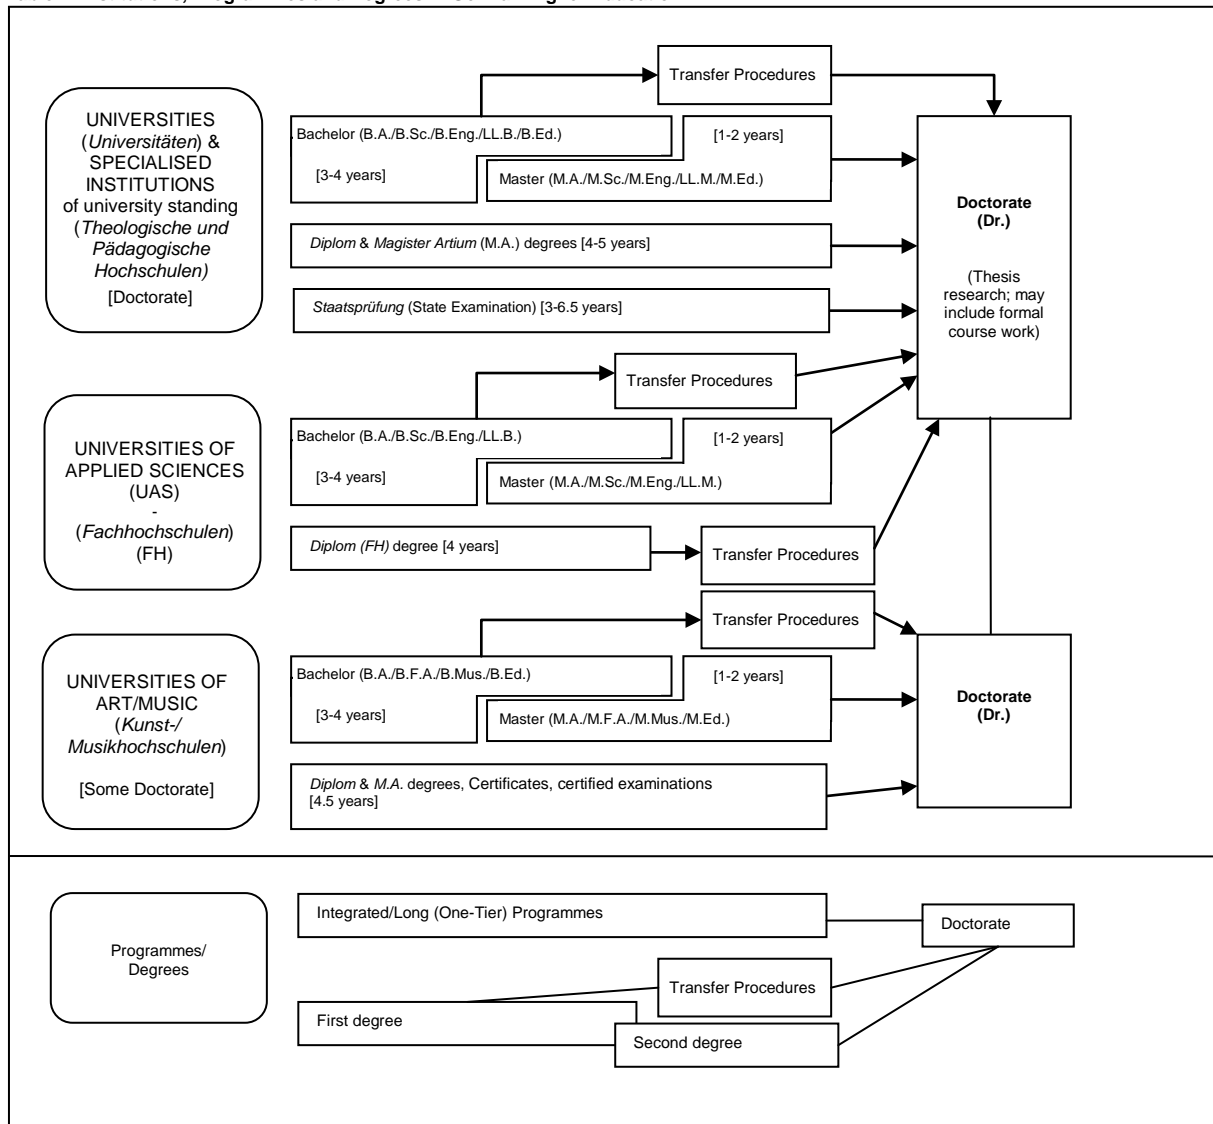 Transfer Procedures
UNIVERSITIES
(Universitäten) &
SPECIALISED
INSTITUTIONS
of university standing
(Theologische und
Pädagogische
Hochschulen)
[Doctorate]
Bachelor (B.A./B.Sc./B.Eng./LL.B./B.Ed.)
[3-4 years]
[1-2 years]
Master (M.A./M.Sc./M.Eng./LL.M./M.Ed.)
Diplom & Magister Artium (M.A.) degrees [4-5 years]
Staatsprüfung (State Examination) [3-6.5 years]
Doctorate
(Dr.)
(Thesis
research; may
include formal
course work)
Transfer Procedures
UNIVERSITIES OF
APPLIED SCIENCES
(UAS)
-
(Fachhochschulen)
(FH)
Bachelor (B.A./B.Sc./B.Eng./LL.B.)
[3-4 years]
[1-2 years]
Master (M.A./M.Sc./M.Eng./LL.M.)
Diplom (FH) degree [4 years]
Transfer Procedures
Transfer Procedures
UNIVERSITIES OF
ART/MUSIC
(Kunst-/
Musikhochschulen)
[Some Doctorate]
Bachelor (B.A./B.F.A./B.Mus./B.Ed.)
[3-4 years]
[1-2 years]
Master (M.A./M.F.A./M.Mus./M.Ed.)
Diplom & M.A. degrees, Certificates, certified examinations
[4.5 years]
Doctorate
(Dr.)
Programmes/
Degrees
Integrated/Long (One-Tier) Programmes
Doctorate
Transfer Procedures
First degree
Second degree